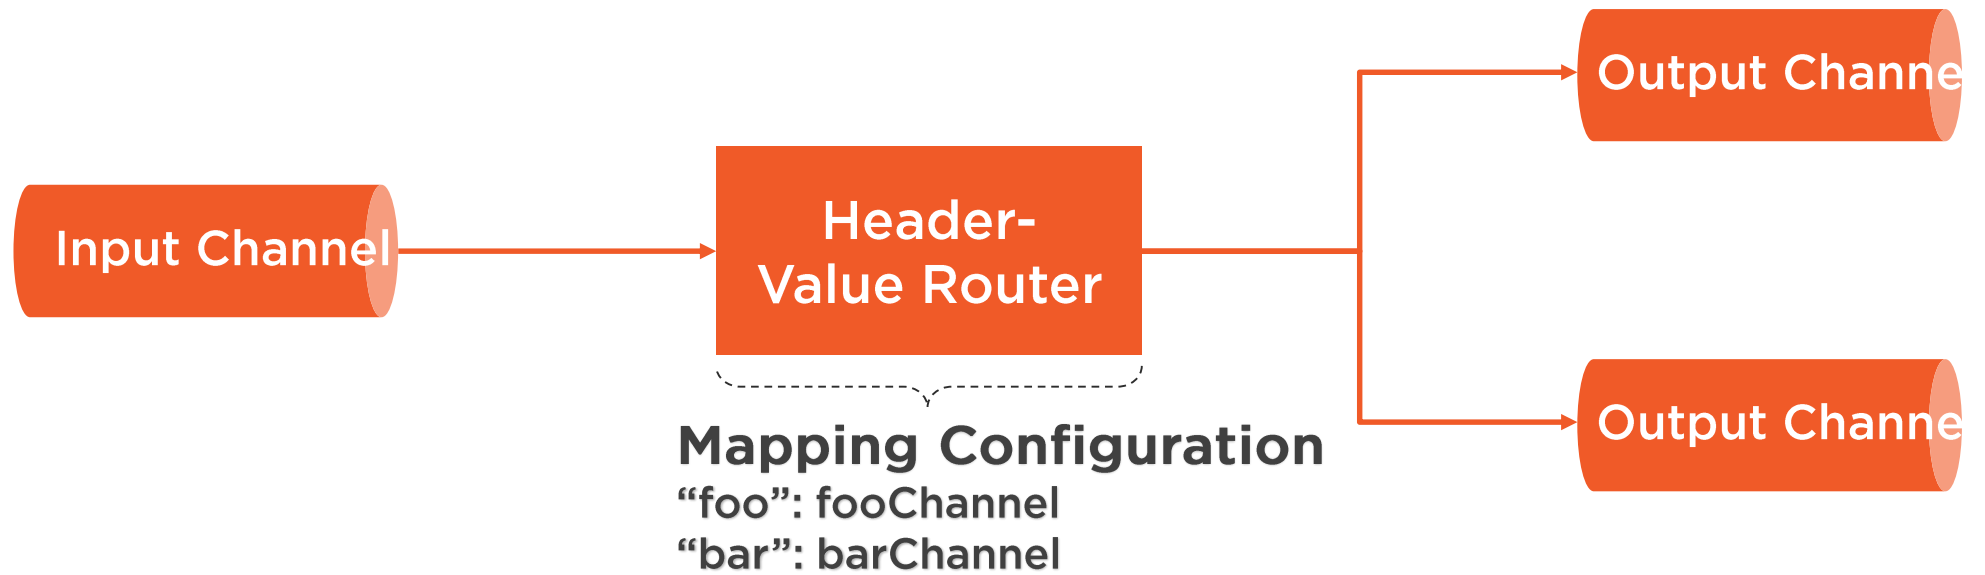 Input Channel
Header-
Value Router
Mapping Configuration
“foo”: fooChannel
“bar”: barChannel
Output Channe
Output Channe